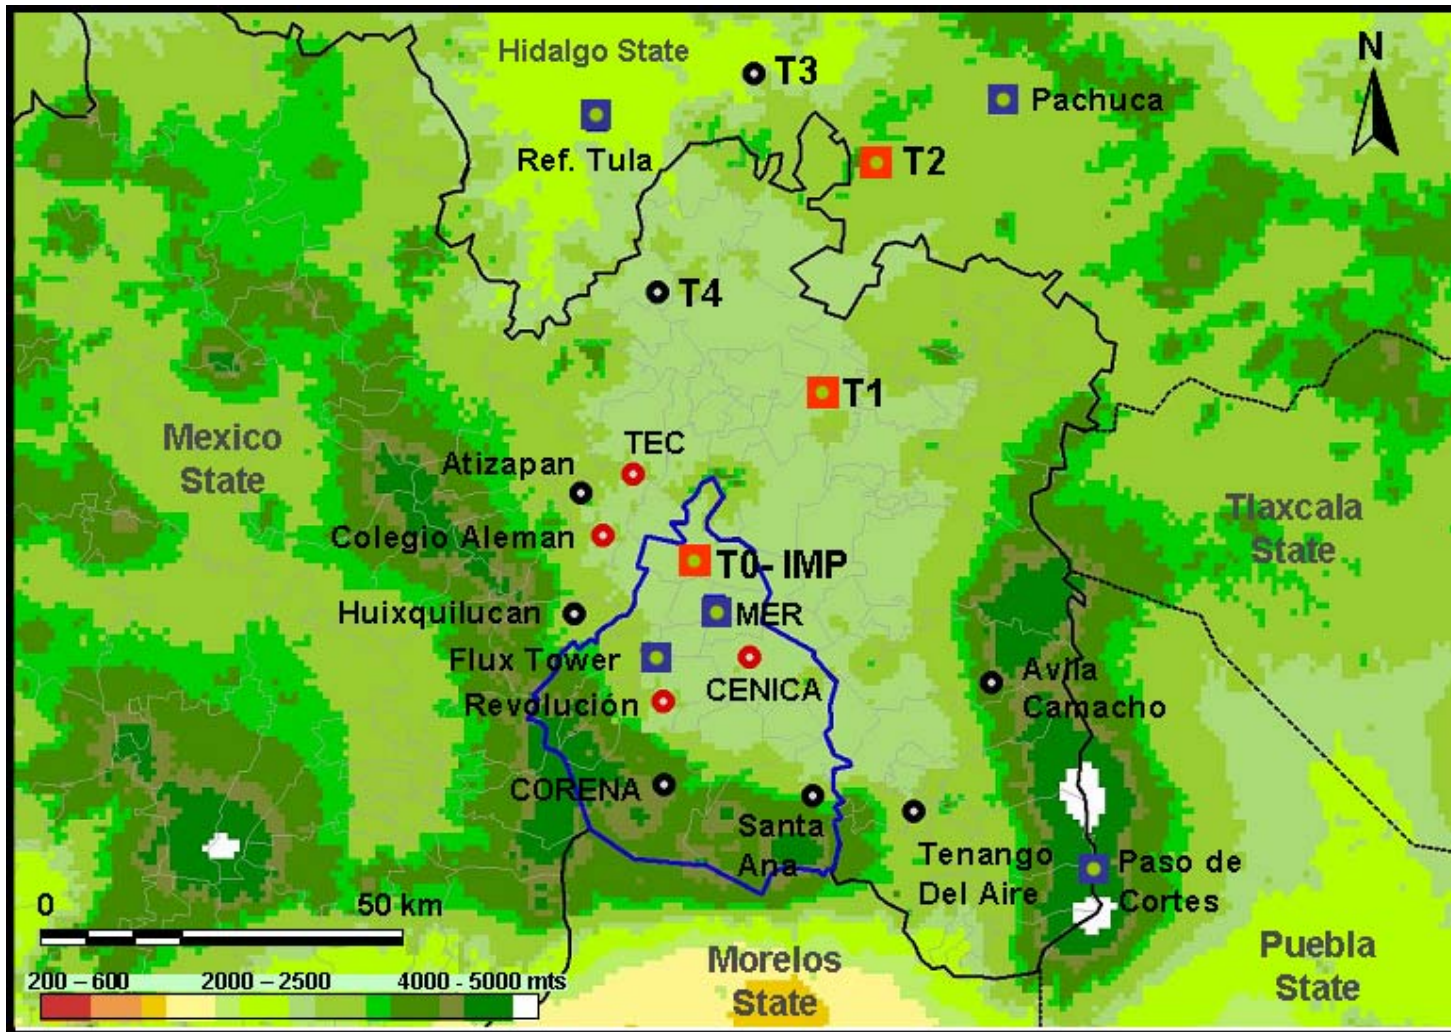 Hidalgo State
T3
N
Pachuca
Ref. Tula
T2
T4
T1
Mexico
State
TEC
Atizapan
Colegio Aleman
T0- IMP
Tlaxcala
State
Huixquilucan
MER
Flux Tower
CENICA
Avila
Camacho
Revolución
CORENA
Santa
Ana
Tenango
Del Aire
Paso de
Cortes
0
50 km
Morelos
State
Puebla
State
200 – 600
2000 – 2500
4000 - 5000 mts